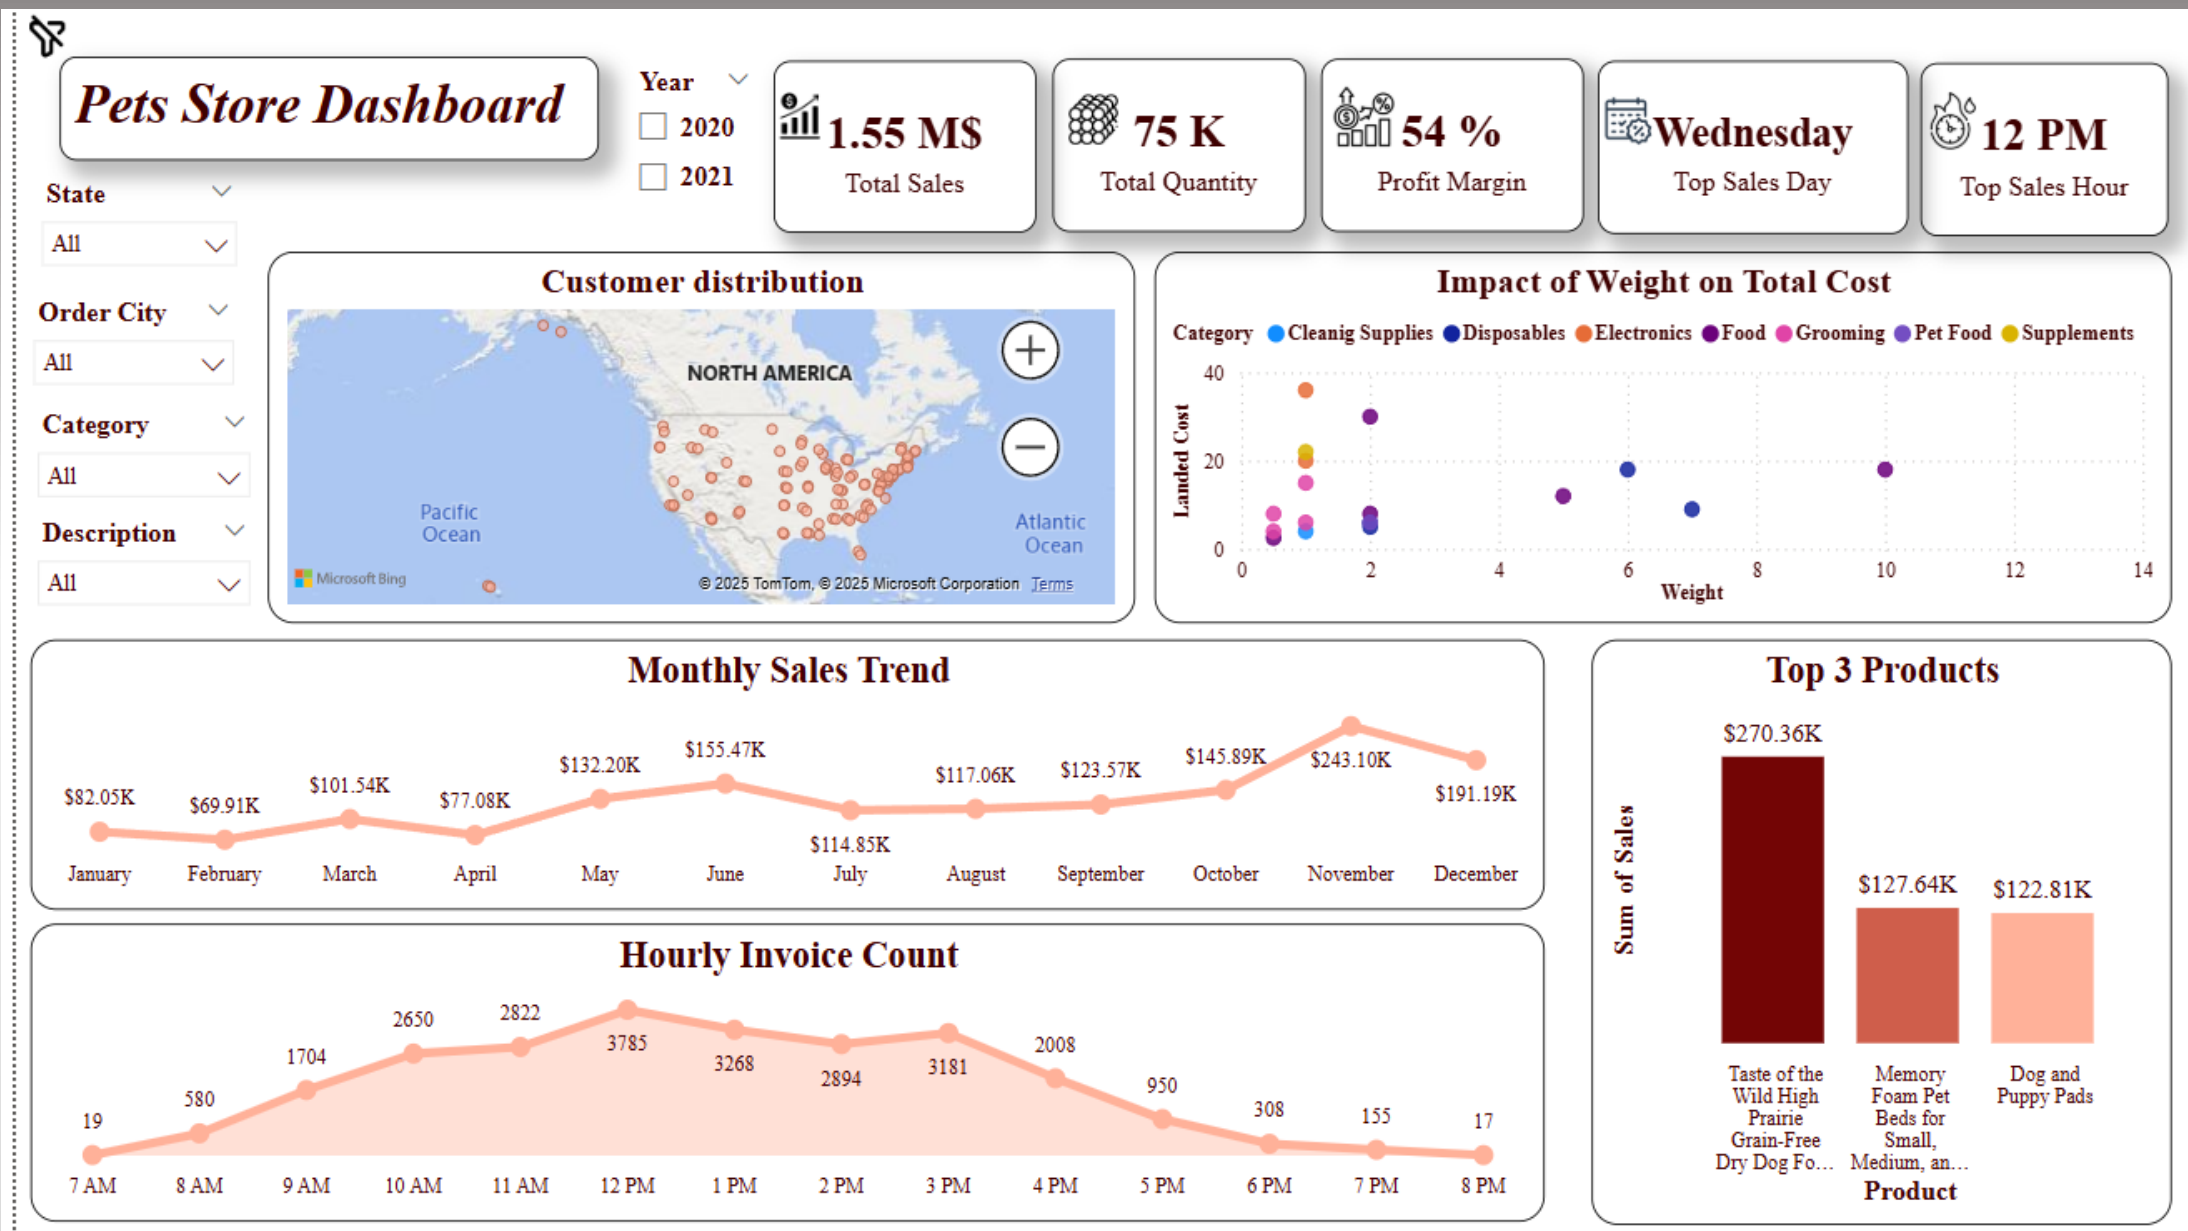 Pets Store Dashboard
Year
2020
2021
1.55 M$
Total Sales
75 K
Total Quantity
54 %
Profit Margin
Wednesday
Top Sales Day
12 PM
Top Sales Hour
State
All
Order City
All
Category
All
Description
All
Customer distribution
NORTH AMERICA
Pacific
Ocean
Atlantic
Ocean
Microsoft Bing
© 2025 TomTom, © 2025 Microsoft Corporation Terms
Impact of Weight on Total Cost
Category Cleanig Supplies Disposables Electronics Food Grooming Pet Food Supplements
Landed Cost
40
20
0
0 2 4 6 8 10 12 14
Weight
Monthly Sales Trend
$82.05K $69.91K $101.54K $77.08K $132.20K $155.47K $114.85K $117.06K $123.57K $145.89K $243.10K $191.19K
January February March April May June July August September October November December
Hourly Invoice Count
19 580 1704 2650 2822 3785 3268 2894 3181 2008 950 308 155 17
7 AM 8 AM 9 AM 10 AM 11 AM 12 PM 1 PM 2 PM 3 PM 4 PM 5 PM 6 PM 7 PM 8 PM
Top 3 Products
Sum of Sales
$270.36K
$127.64K
$122.81K
Taste of the
Wild High
Prairie
Grain-Free
Dry Dog Fo...
Memory
Foam Pet
Beds for
Small,
Medium, an...
Dog and
Puppy Pads
Product